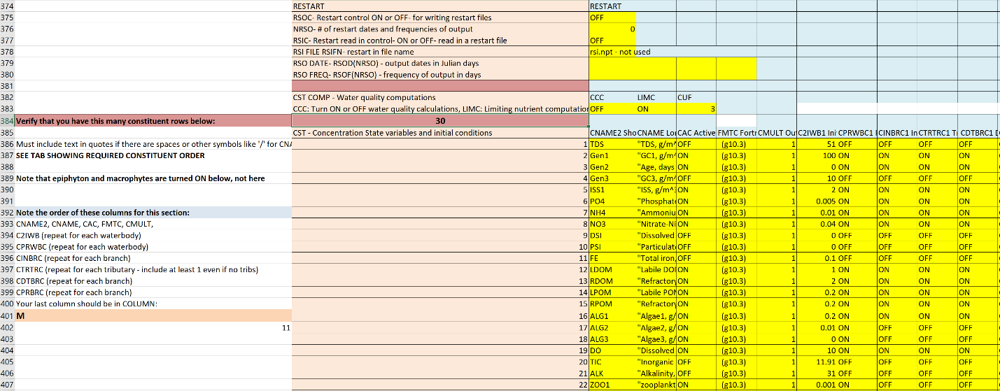 374 RESTART RESTART
375 RSOC- Restart control ON or OFF- for writing restart files OFF
376 NRSO- # of restart dates and frequencies of output 0
377 RSIC- Restart read in control- ON or OFF- read in a restart file OFF
378 RSI FILE RSIFN- restart in file name rsi.npt - not used
379 RSO DATE- RSOD(NRSO) - output dates in Julian days
380 RSO FREQ- RSOF(NRSO) - frequency of output in days
381
382 CST COMP - Water quality computations CCC LIMC CUF
383 CCC: Turn ON or OFF water quality calculations, LIMC: Limiting nutrient computation OFF ON 3
384 Verify that you have this many constituent rows below: 30
385 CST - Concentration State variables and initial conditions CNAME2 Sho CNAME Lo CAC Active FMTC Fortr CMULT Ou C2IWB1 Ini CPRWBC1 CINBRC1 In CTRTRC1 T CDTBRC1
386 Must include text in quotes if there are spaces or other symbols like '/' for CNA 1 TDS "TDS, g/m^ OFF (g10.3) 1 51 OFF OFF OFF OFF
387 SEE TAB SHOWING REQUIRED CONSTITUENT ORDER 2 Gen1 "GC1, g/m^ ON (g10.3) 1 100 ON ON ON ON
388 3 Gen2 "Age, days ON (g10.3) 1 0 ON ON ON ON
389 Note that epiphyton and macrophytes are turned ON below, not here 4 Gen3 "GC3, g/m^ OFF (g10.3) 1 10 OFF OFF OFF OFF
390 5 ISS1 "ISS, g/m^3 ON (g10.3) 1 2 ON ON ON ON
391 6 PO4 "Phosphat ON (g10.3) 1 0.005 ON ON ON ON
392 Note the order of these columns for this section: 7 NH4 "Ammoniu ON (g10.3) 1 0.01 ON ON ON ON
393 CNAME2, CNAME, CAC, FMTC, CMULT, 8 NO3 "Nitrate-Ni ON (g10.3) 1 0.04 ON ON ON ON
394 C2IWB (repeat for each waterbody) 9 DSI "Dissolved OFF (g10.3) 1 0 OFF OFF OFF OFF
395 CPRWBC (repeat for each waterbody) 10 PSI "Particulat OFF (g10.3) 1 0 OFF OFF OFF OFF
396 CINBRC (repeat for each branch) 11 FE "Total iron, OFF (g10.3) 1 0.1 OFF OFF OFF OFF
397 CTRTRC (repeat for each tributary - include at least 1 even if no tribs) 12 LDOM "Labile DOM ON (g10.3) 1 1 ON ON ON ON
398 CDTBRC (repeat for each branch) 13 RDOM "Refractory ON (g10.3) 1 2 ON ON ON ON
399 CPRBRC (repeat for each branch) 14 LPOM "Labile POM ON (g10.3) 1 0.2 ON ON ON ON
400 Your last column should be in COLUMN: 15 RPOM "Refractory ON (g10.3) 1 0.2 ON ON ON ON
401 M 16 ALG1 "Algae1, g/ ON (g10.3) 1 0.2 ON ON ON ON
402 11 17 ALG2 "Algae2, g/ OFF (g10.3) 1 0.01 ON OFF OFF OFF
403 18 ALG3 "Algae3, g/ OFF (g10.3) 1 0 ON OFF OFF OFF
404 19 DO "Dissolved ON (g10.3) 1 10 ON ON ON ON
405 20 TIC "Inorganic OFF (g10.3) 1 11.91 OFF OFF OFF OFF
406 21 ALK "Alkalinity, OFF (g10.3) 1 31 OFF OFF OFF OFF
407 22 ZOO1 "zooplankt ON (g10.3) 1 0.001 ON OFF OFF OFF